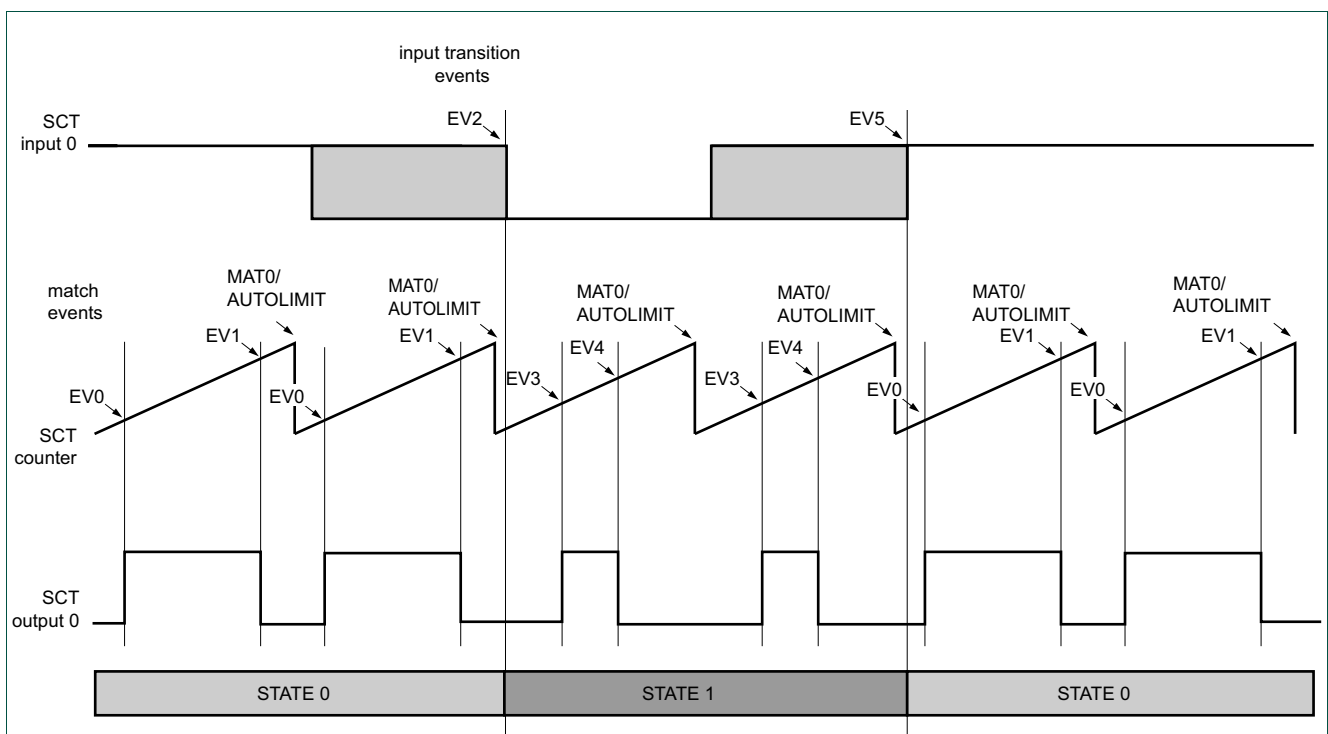 input transition
events
SCT
input 0
EV2
EV5
match
events
MAT0/
AUTOLIMIT
MAT0/
AUTOLIMIT
MAT0/
AUTOLIMIT
MAT0/
AUTOLIMIT
MAT0/
AUTOLIMIT
MAT0/
AUTOLIMIT
EV1
EV1
EV4
EV4
EV1
EV1
EV0
EV0
EV3
EV3
EV0
EV0
SCT
counter
SCT
output 0
STATE 0
STATE 1
STATE 0